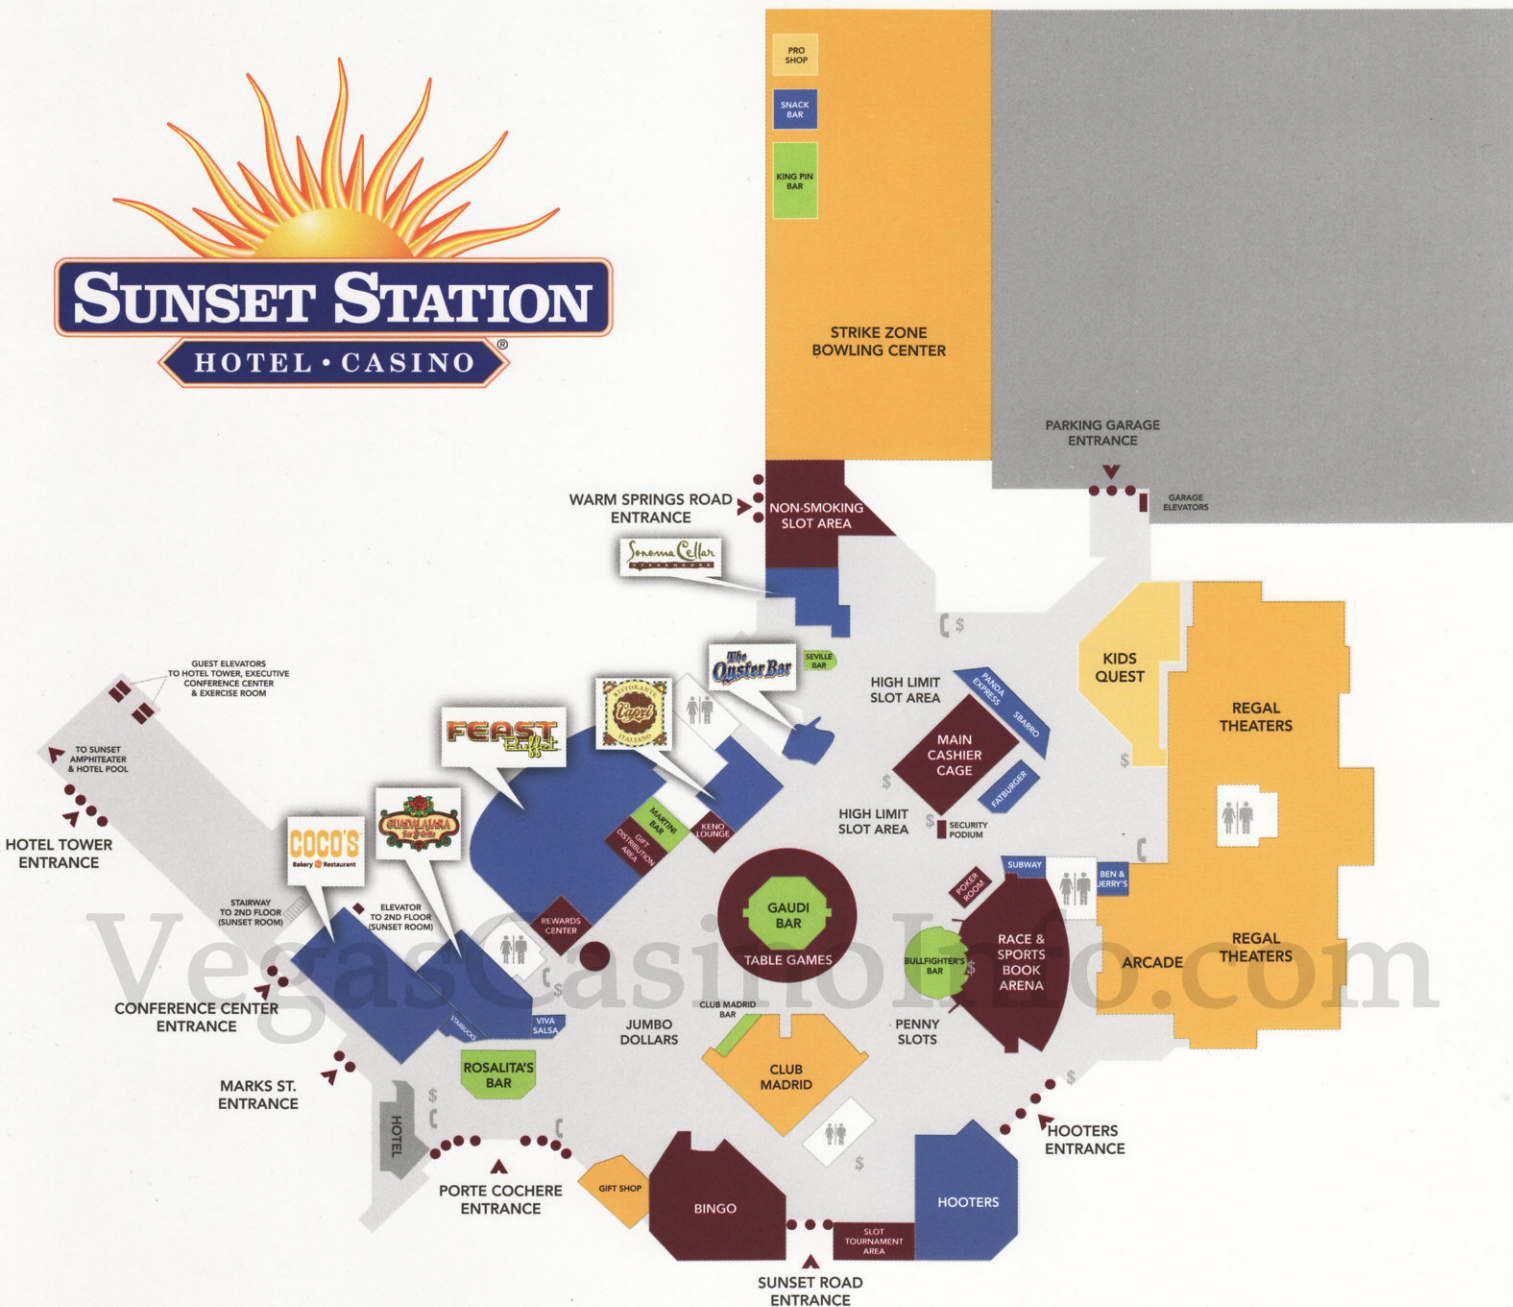 PRO
SHOP
SNACK
BAR
KING PIN
BAR
SUNSET STATION
HOTEL • CASINO
®
STRIKE ZONE
BOWLING CENTER
PARKING GARAGE
ENTRANCE
GARAGE
ELEVATORS
WARM SPRINGS ROAD
ENTRANCE
NON-SMOKING
SLOT AREA
Sonoma Cellar
STEAKHOUSE
The
Oyster Bar
SEVILLE
BAR
$
KIDS
QUEST
REGAL
THEATERS
HIGH LIMIT
SLOT AREA
PANDA
EXPRESS
SBARRO
MAIN
CASHIER
CAGE
$
$
FATBURGER
HIGH LIMIT
SLOT AREA
$
SECURITY
PODIUM
GUEST ELEVATORS
TO HOTEL TOWER, EXECUTIVE
CONFERENCE CENTER
& EXERCISE ROOM
TO SUNSET
AMPHITEATER
& HOTEL POOL
HOTEL TOWER
ENTRANCE
RISTORANTE
Capri
ITALIANO
FEAST
Buffet
GUADALAJARA
Bar & Grille
COCO'S
Bakery Restaurant
MARTINI
BAR
GIFT
DISTRIBUTION
AREA
KENO
LOUNGE
STAIRWAY
TO 2ND FLOOR
(SUNSET ROOM)
ELEVATOR
TO 2ND FLOOR
(SUNSET ROOM)
REWARDS
CENTER
GAUDI
BAR
TABLE GAMES
POKER
ROOM
SUBWAY
BEN &
JERRY'S
BULLFIGHTER'S
BAR
$
RACE &
SPORTS
BOOK
ARENA
ARCADE
REGAL
THEATERS
VegasCasinoInfo.com
CONFERENCE CENTER
ENTRANCE
$
STARBUCKS
VIVA
SALSA
JUMBO
DOLLARS
CLUB MADRID
BAR
PENNY
SLOTS
CLUB
MADRID
ROSALITA'S
BAR
MARKS ST.
ENTRANCE
$
HOTEL
$
HOOTERS
ENTRANCE
PORTE COCHERE
ENTRANCE
GIFT SHOP
BINGO
$
HOOTERS
SLOT
TOURNAMENT
AREA
SUNSET ROAD
ENTRANCE